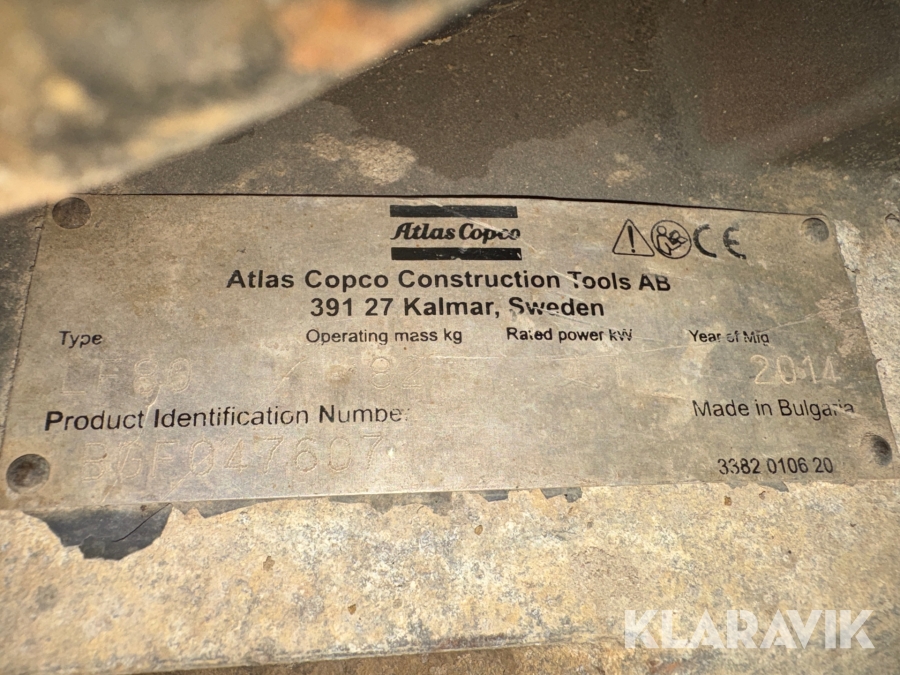 Atlas Copco
CE
Atlas Copco Construction Tools AB
391 27 Kalmar, Sweden
Type Operating mass kg Rated power kW Year of Mfg
2014
Product Identification Number Made in Bulgaria
3382 0106 20
KLARAVIK